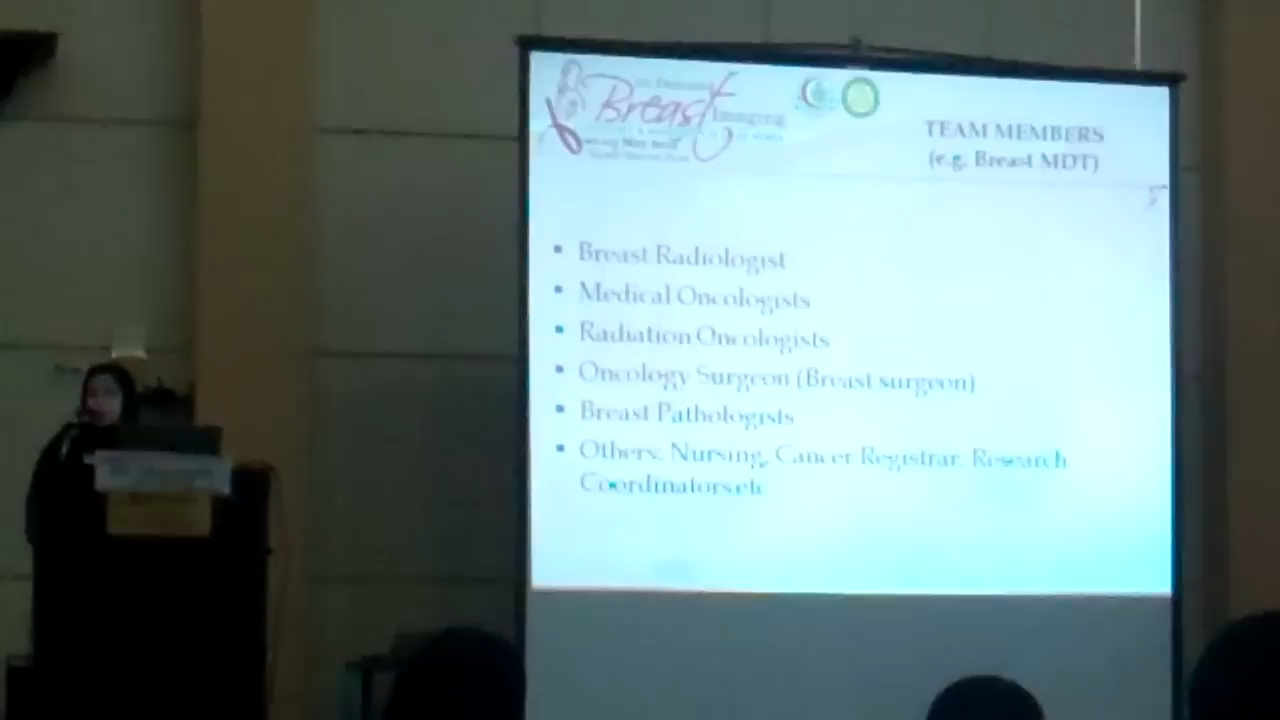 Breast
Imaging
TEAM MEMBERS
(e.g. Breast MDT)
▪ Breast Radiologist
▪ Medical Oncologists
▪ Radiation Oncologists
▪ Oncology Surgeon (Breast surgeon)
▪ Breast Pathologists
▪ Others: Nursing, Cancer Registrar, Research
Coordinators etc